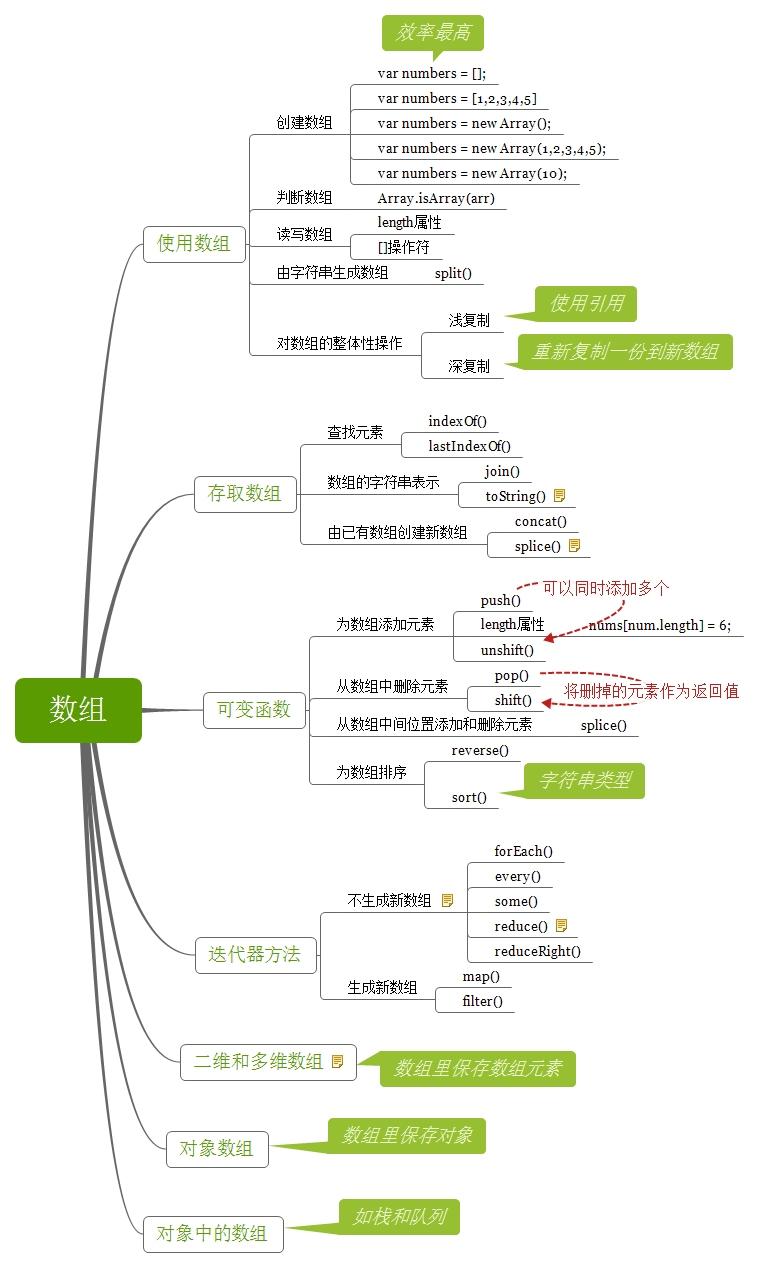 效率最高
var numbers = [];
var numbers = [1,2,3,4,5]
创建数组
var numbers = new Array();
var numbers = new Array(1,2,3,4,5);
var numbers = new Array(10);
判断数组
Array.isArray(arr)
使用数组
读写数组
length属性
[]操作符
由字符串生成数组
split()
对数组的整体性操作
浅复制
使用引用
深复制
重新复制一份到新数组
存取数组
查找元素
indexOf()
lastIndexOf()
数组的字符串表示
join()
toString()
由已有数组创建新数组
concat()
splice()
数组
可变函数
为数组添加元素
push()
可以同时添加多个
length属性
nums[num.length] = 6;
unshift()
从数组中删除元素
pop()
将删掉的元素作为返回值
shift()
从数组中间位置添加和删除元素
splice()
为数组排序
reverse()
sort()
字符串类型
迭代器方法
不生成新数组
forEach()
every()
some()
reduce()
reduceRight()
生成新数组
map()
filter()
二维和多维数组
数组里保存数组元素
对象数组
数组里保存对象
对象中的数组
如栈和队列